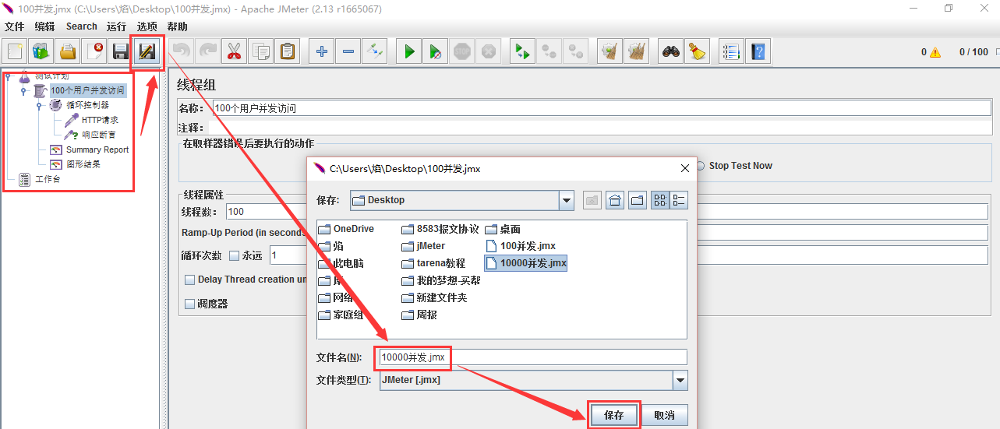 100并发.jmx (C:\Users\焰\Desktop\100并发.jmx) - Apache JMeter (2.13 r1665067)
文件 编辑 Search 运行 选项 帮助
0 0 / 100
测试计划
100个用户并发访问
循环控制器
HTTP请求
响应断言
Summary Report
图形结果
工作台
线程组
名称: 100个用户并发访问
注释:
在取样器错误后要执行的动作
Stop Test Now
线程属性
线程数: 100
Ramp-Up Period (in seconds
循环次数 永远 1
Delay Thread creation un
调度器
C:\Users\焰\Desktop\100并发.jmx
保存: Desktop
OneDrive 8583报文协议 桌面
焰 jMeter 100并发.jmx
此电脑 tarena教程 10000并发.jmx
库 我的梦想-买帮
网络 新建文件夹
家庭组 周报
文件名(N): 10000并发.jmx
文件类型(T): JMeter [.jmx]
保存 取消